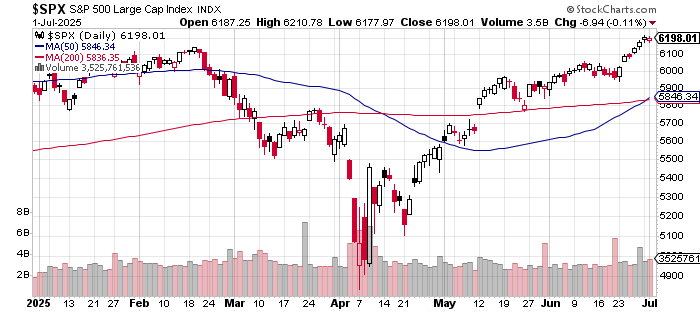 $SPX S&P 500 Large Cap Index INDX © StockCharts.com
1-Jul-2025 Open 6187.25 High 6210.78 Low 6177.97 Close 6198.01 Volume 3.5B Chg -6.94 (-0.11%)
$SPX (Daily) 6198.01
MA(50) 5846.34
MA(200) 5836.35
Volume 3,525,761,536
6198.01
6100
6000
5900
5846.34
5800
5700
5600
5500
5400
5300
5200
5100
5000
4900
8B
6B
4B
2B
3525761
2025 13 21 27 Feb 10 18 24 Mar 10 17 24 Apr 7 14 21 May 12 19 27 Jun 9 16 23 Jul